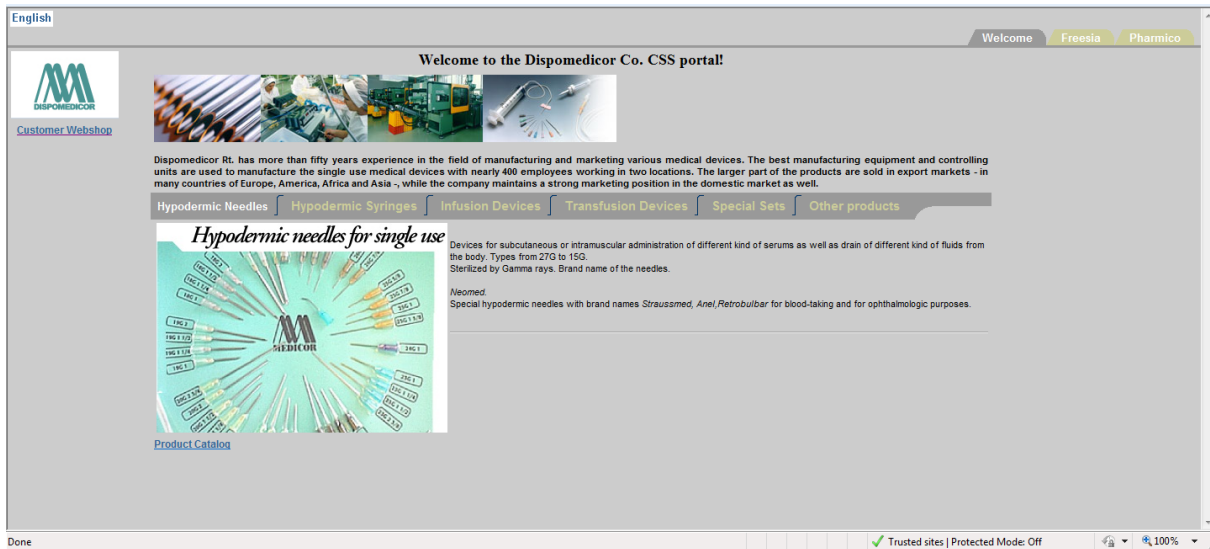 English
Welcome Freesia Pharmico
Welcome to the Dispomedicor Co. CSS portal!
DISPOMEDICOR
Customer Webshop
Dispomedicor Rt. has more than fifty years experience in the field of manufacturing and marketing various medical devices. The best manufacturing equipment and controlling
units are used to manufacture the single use medical devices with nearly 400 employees working in two locations. The larger part of the products are sold in export markets - in
many countries of Europe, America, Africa and Asia -, while the company maintains a strong marketing position in the domestic market as well.
Hypodermic Needles Hypodermic Syringes Infusion Devices Transfusion Devices Special Sets Other products
Hypodermic needles for single use
MEDICOR
Devices for subcutaneous or intramuscular administration of different kind of serums as well as drain of different kind of fluids from
the body. Types from 27G to 15G.
Sterilized by Gamma rays. Brand name of the needles.
Neomed.
Special hypodermic needles with brand names Straussmed, Anel,Retrobulbar for blood-taking and for ophthalmologic purposes.
Product Catalog
Done
Trusted sites | Protected Mode: Off
100%